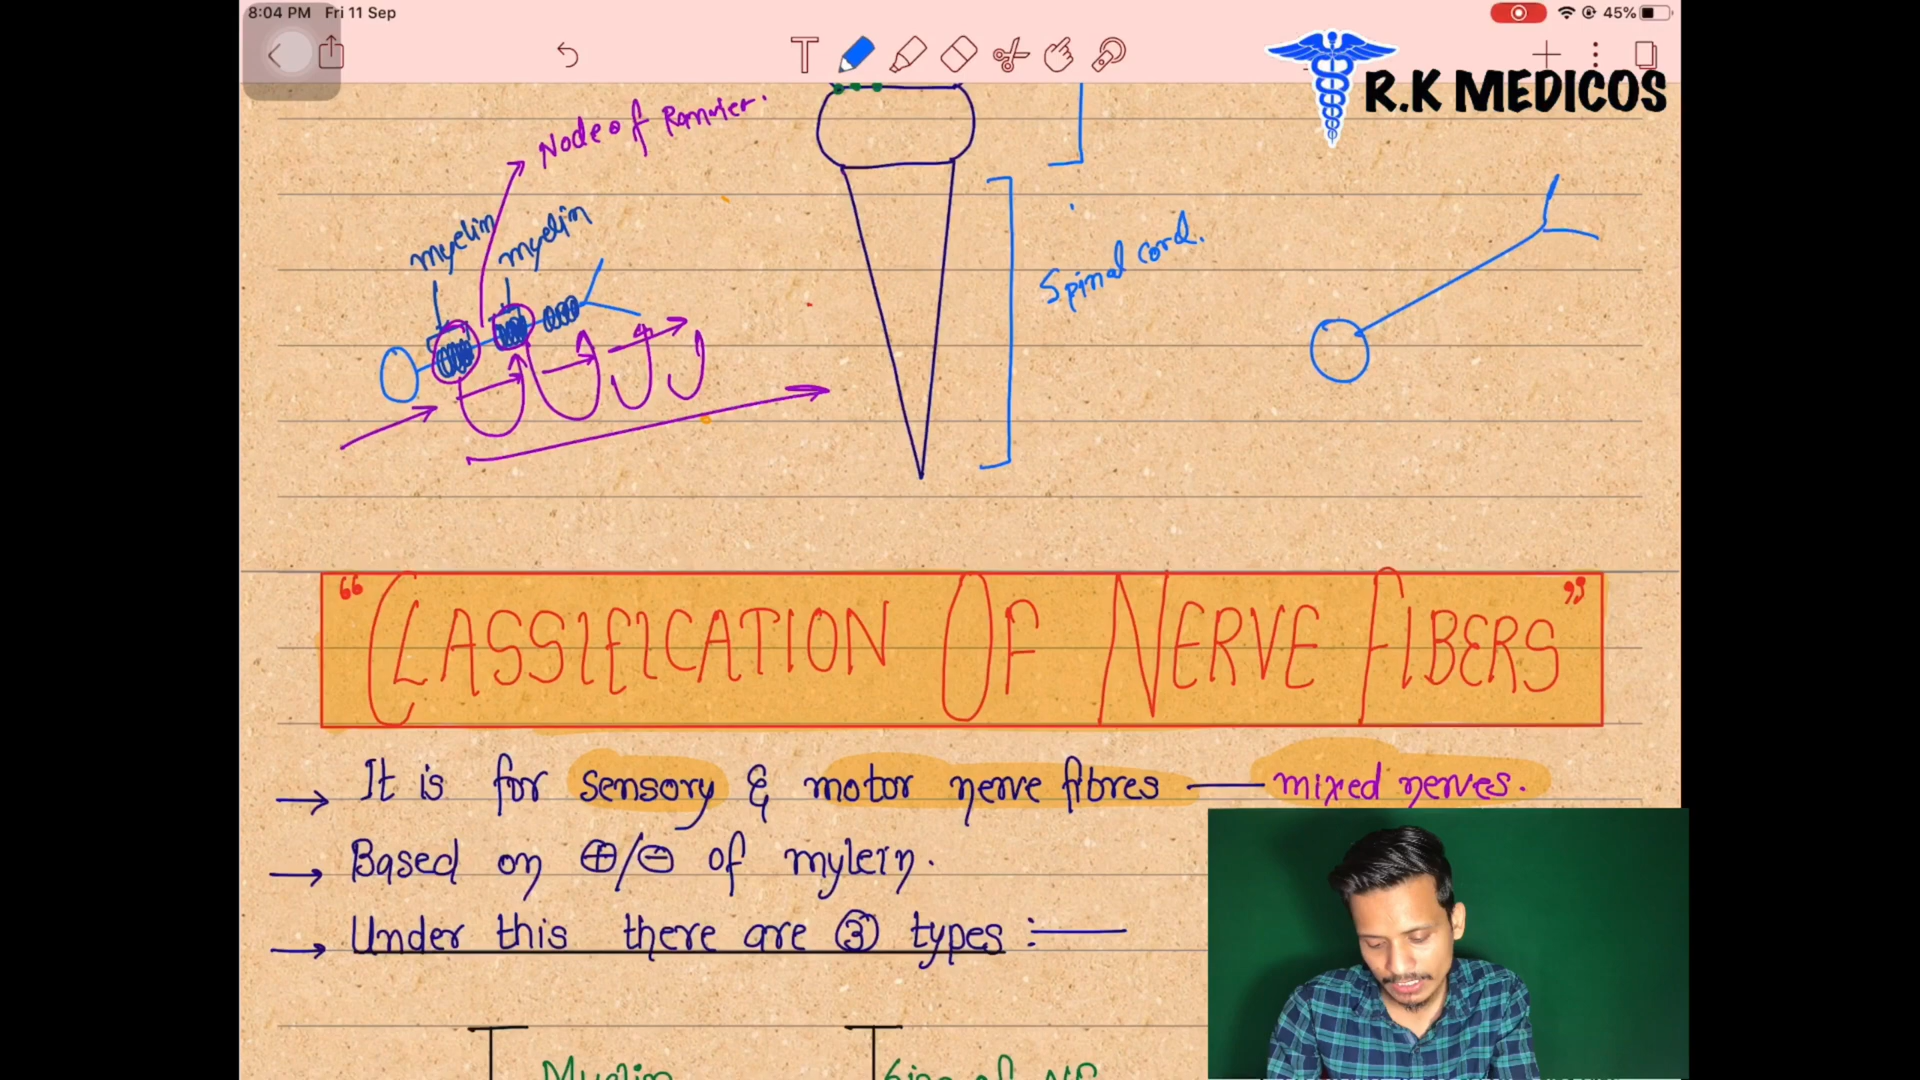 8:04 PM Fri 11 Sep
45%
T
R.K MEDICOS
Node of Ranvier.
myelin
myelin
Spinal cord.
“ CLASSIFICATION OF NERVE FIBERS ”
→ It is for sensory & motor nerve fibres — mixed nerves.
→ Based on ⊕/⊖ of mylein.
→ Under this there are ③ types :—
Myelin